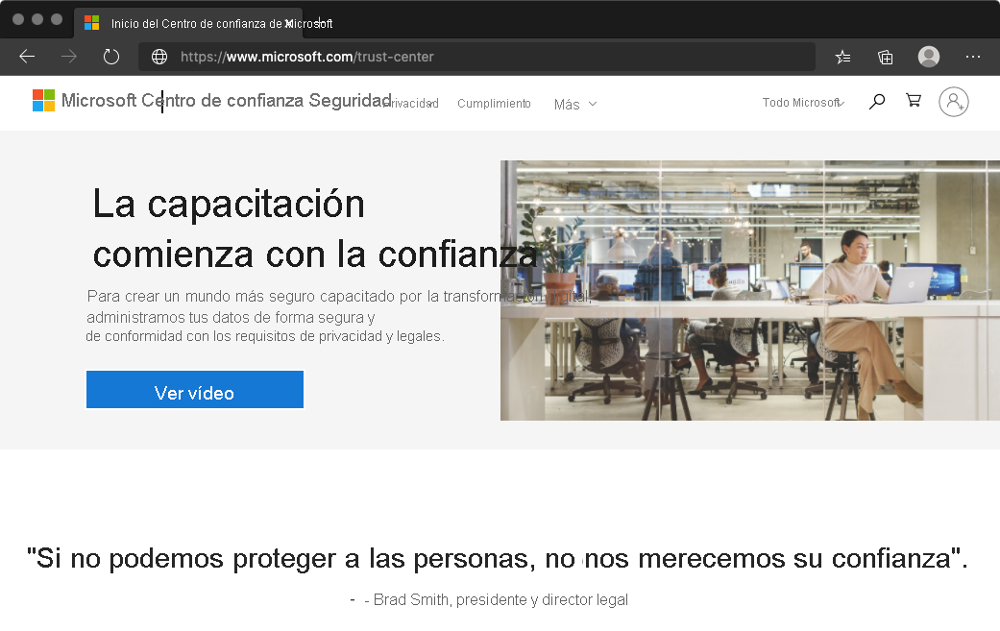 Inicio del Centro de confianza de Microsoft
https://www.microsoft.com/trust-center
Microsoft Centro de confianza Seguridad Privacidad Cumplimiento Más Todo Microsoft
La capacitación
comienza con la confianza
Para crear un mundo más seguro capacitado por la transformación digital,
administramos tus datos de forma segura y
de conformidad con los requisitos de privacidad y legales.
Ver vídeo
"Si no podemos proteger a las personas, no nos merecemos su confianza".
- - Brad Smith, presidente y director legal